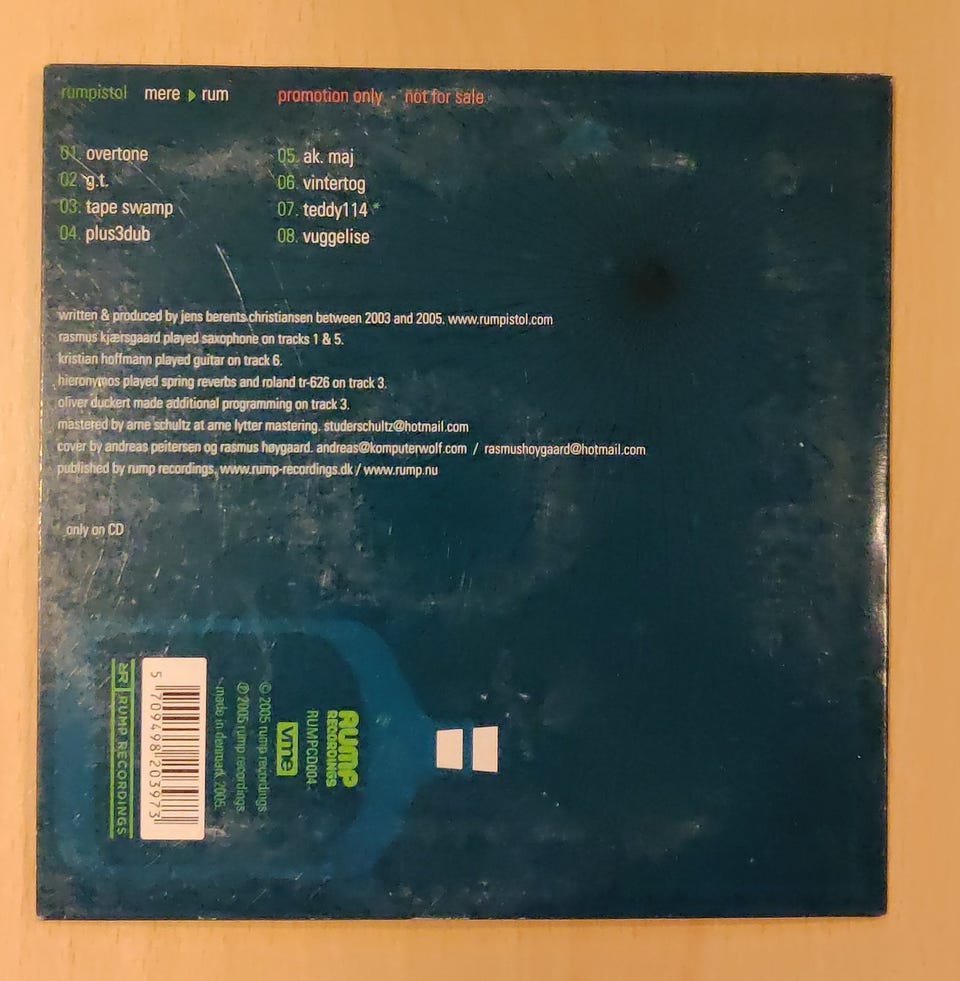 rumpistol mere ▶ rum promotion only - not for sale
01. overtone
02 g.t.
03. tape swamp
04. plus3dub
05. ak. maj
06. vintertog
07. teddy114 *
08. vuggelise
written & produced by jens berents christiansen between 2003 and 2005. www.rumpistol.com
rasmus kjærsgaard played saxophone on tracks 1 & 5.
kristian hoffmann played guitar on track 6.
hieronymos played spring reverbs and roland tr-626 on track 3.
oliver duckert made additional programming on track 3.
mastered by arne schultz at arne lytter mastering. studerschultz@hotmail.com
cover by andreas peitersen og rasmus høygaard. andreas@komputerwolf.com / rasmushoygaard@hotmail.com
published by rump recordings. www.rump-recordings.dk / www.rump.nu
only on CD
RUMP
RECORDINGS
RUMPCD004
vme
© 2005 rump recordings
℗ 2005 rump recordings
made in denmark 2005.
5 709498 203973
RR RUMP RECORDINGS